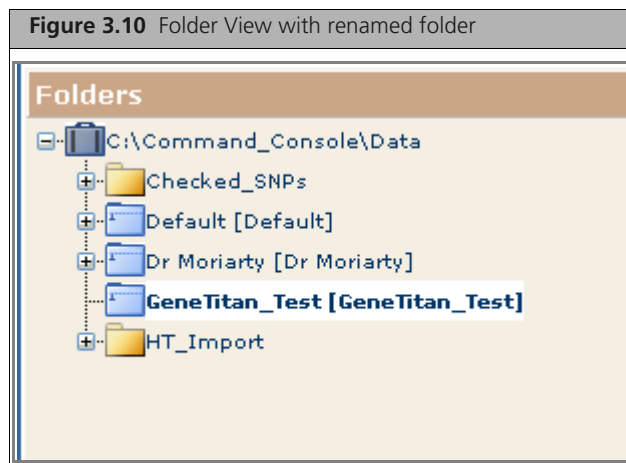 Figure 3.10 Folder View with renamed folder
Folders
C:\Command_Console\Data
Checked_SNPs
Default [Default]
Dr Moriarty [Dr Moriarty]
GeneTitan_Test [GeneTitan_Test]
HT_Import